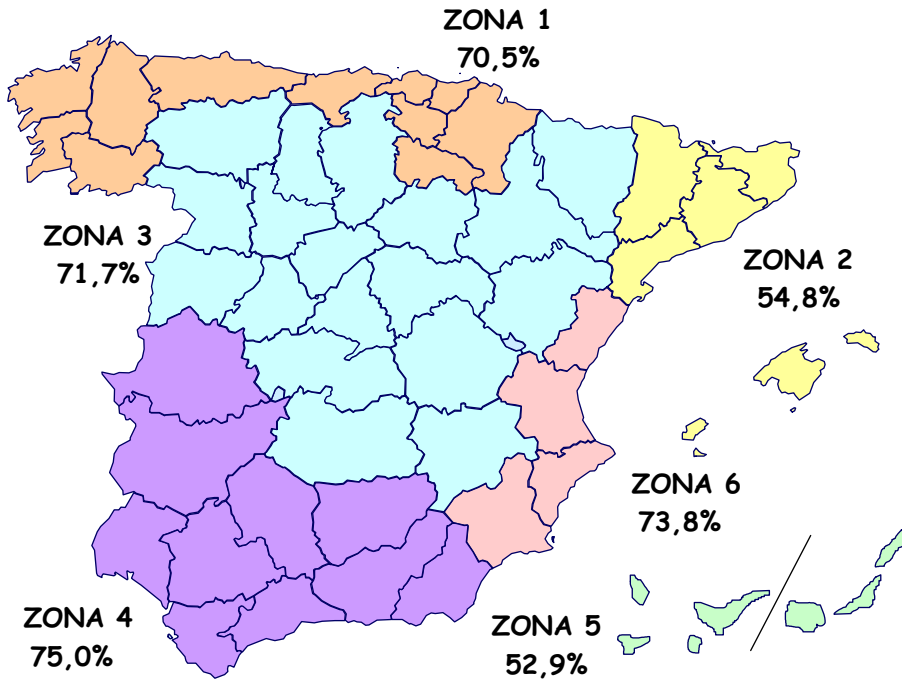 ZONA 1
70,5%
ZONA 3
71,7%
ZONA 2
54,8%
ZONA 6
73,8%
ZONA 4
75,0%
ZONA 5
52,9%